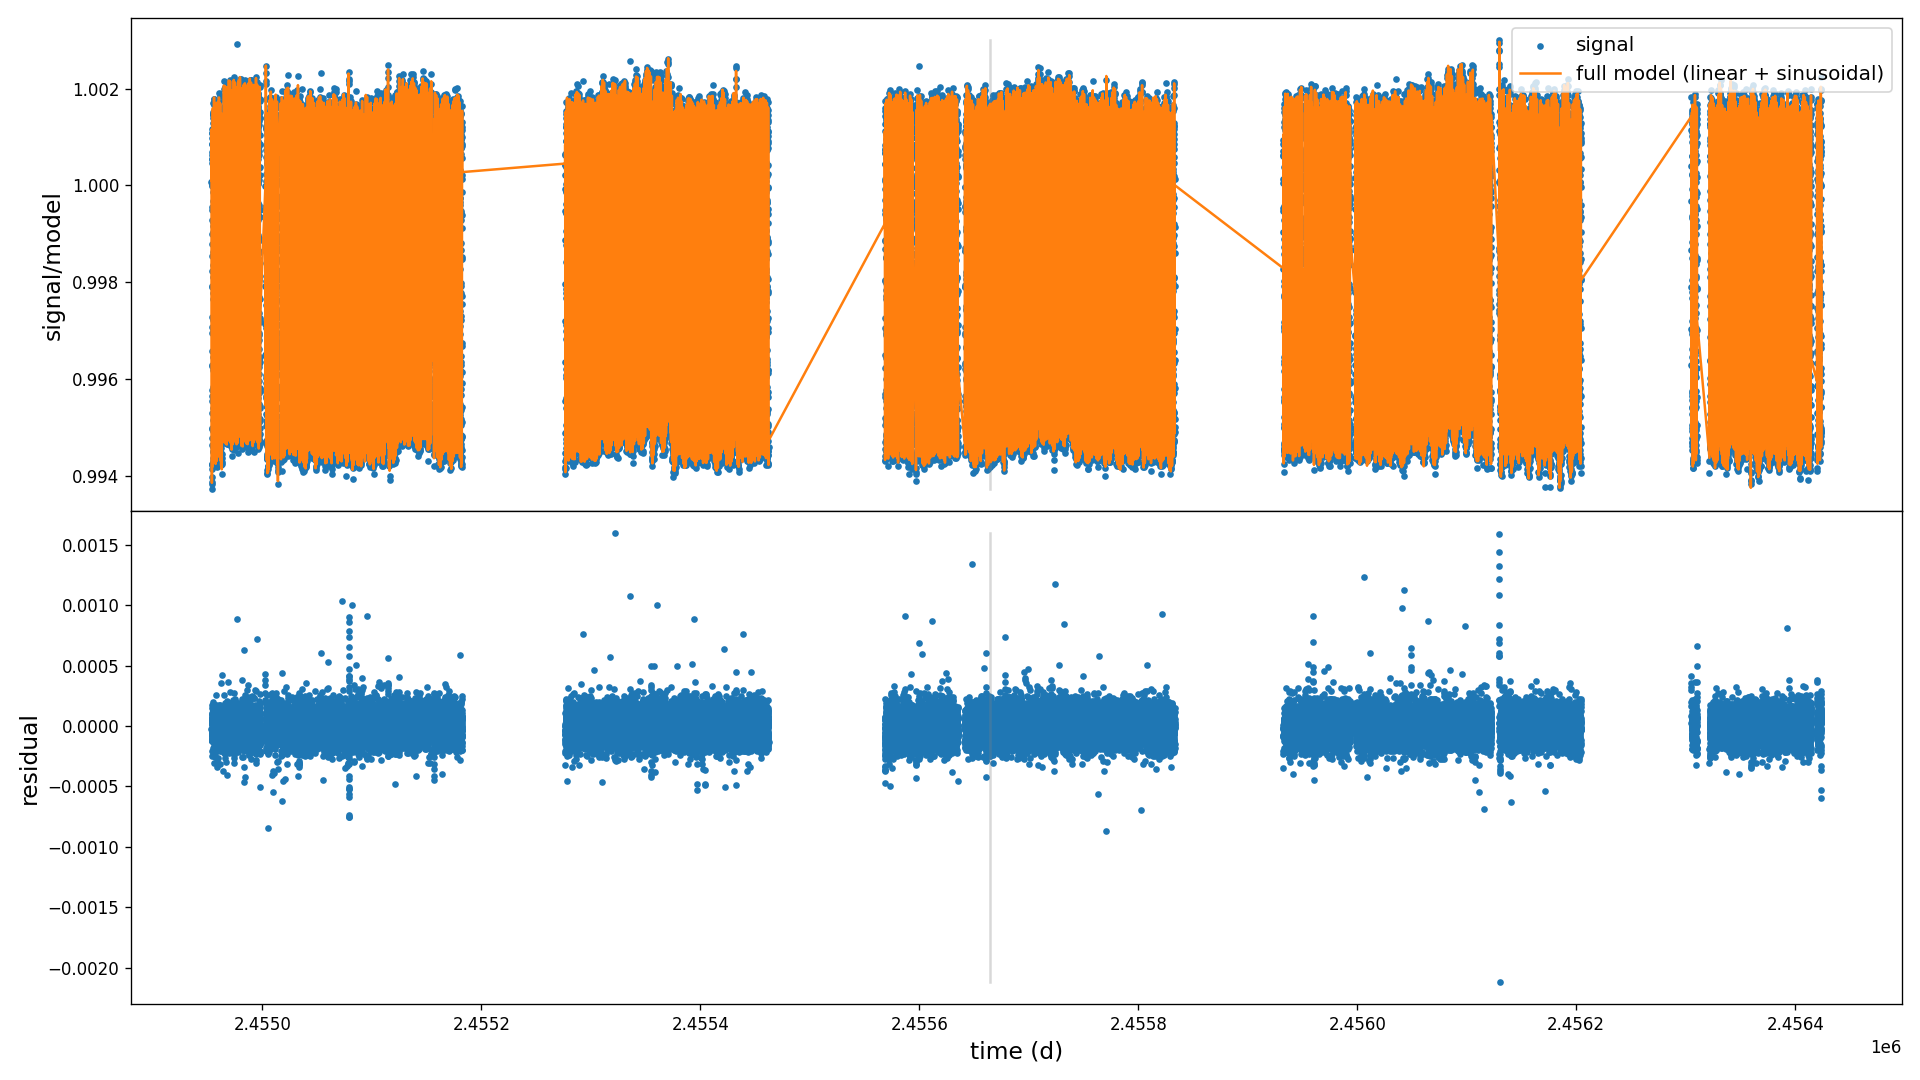 signal
full model (linear + sinusoidal)
signal/model
1.002
1.000
0.998
0.996
0.994
residual
0.0015
0.0010
0.0005
0.0000
−0.0005
−0.0010
−0.0015
−0.0020
2.4550 2.4552 2.4554 2.4556 2.4558 2.4560 2.4562 2.4564
1e6
time (d)